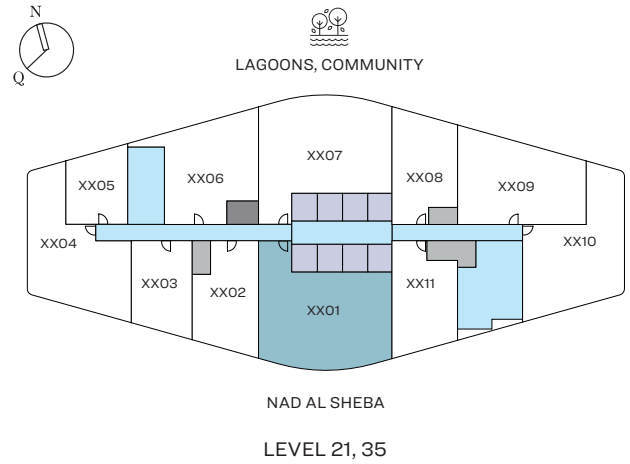 N
Q
LAGOONS, COMMUNITY
XX07
XX05
XX06
XX08
XX09
XX04
XX10
XX03
XX02
XX01
XX11
NAD AL SHEBA
LEVEL 21, 35